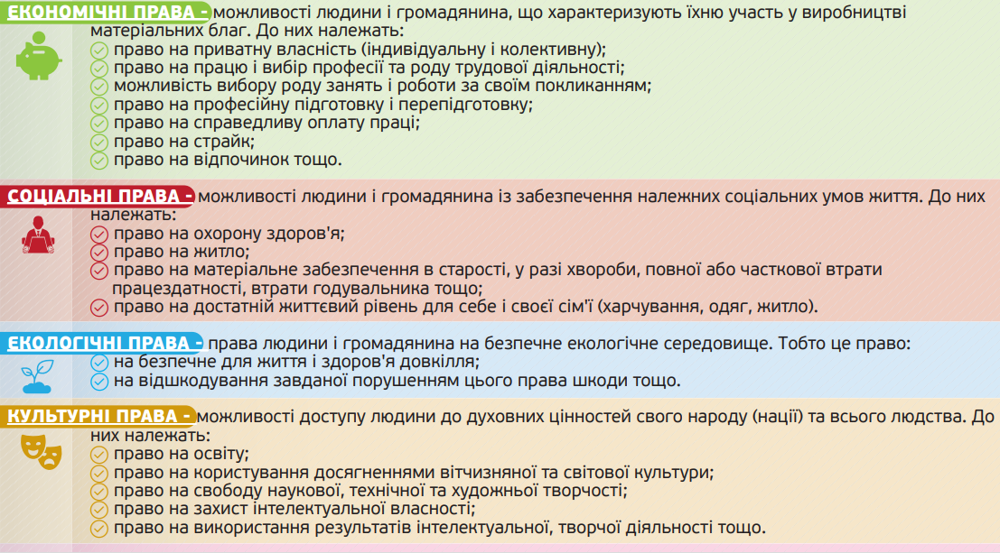 ЕКОНОМІЧНІ ПРАВА - можливості людини і громадянина, що характеризують їхню участь у виробництві
матеріальних благ. До них належать:
право на приватну власність (індивідуальну і колективну);
право на працю і вибір професії та роду трудової діяльності;
можливість вибору роду занять і роботи за своїм покликанням;
право на професійну підготовку і перепідготовку;
право на справедливу оплату праці;
право на страйк;
право на відпочинок тощо.
СОЦІАЛЬНІ ПРАВА - можливості людини і громадянина із забезпечення належних соціальних умов життя. До них
належать:
право на охорону здоров'я;
право на житло;
право на матеріальне забезпечення в старості, у разі хвороби, повної або часткової втрати
працездатності, втрати годувальника тощо;
право на достатній життєвий рівень для себе і своєї сім'ї (харчування, одяг, житло).
ЕКОЛОГІЧНІ ПРАВА - права людини і громадянина на безпечне екологічне середовище. Тобто це право:
на безпечне для життя і здоров'я довкілля;
на відшкодування завданої порушенням цього права шкоди тощо.
КУЛЬТУРНІ ПРАВА - можливості доступу людини до духовних цінностей свого народу (нації) та всього людства. До
них належать:
право на освіту;
право на користування досягненнями вітчизняної та світової культури;
право на свободу наукової, технічної та художньої творчості;
право на захист інтелектуальної власності;
право на використання результатів інтелектуальної, творчої діяльності тощо.